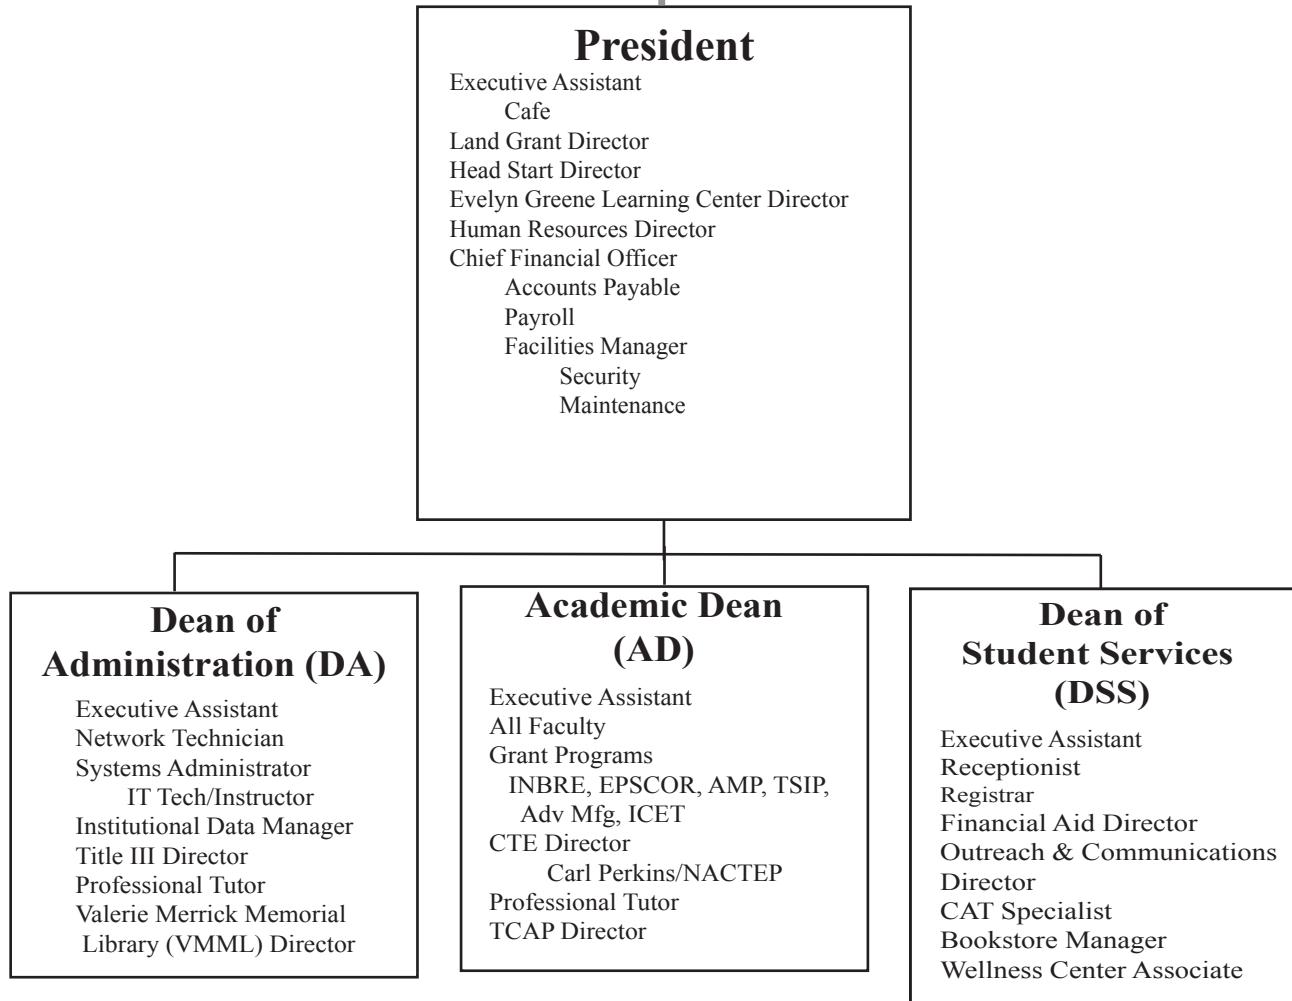 President
Executive Assistant
Cafe
Land Grant Director
Head Start Director
Evelyn Greene Learning Center Director
Human Resources Director
Chief Financial Officer
Accounts Payable
Payroll
Facilities Manager
Security
Maintenance
Dean of
Administration (DA)
Executive Assistant
Network Technician
Systems Administrator
IT Tech/Instructor
Institutional Data Manager
Title III Director
Professional Tutor
Valerie Merrick Memorial
Library (VMML) Director
Academic Dean
(AD)
Executive Assistant
All Faculty
Grant Programs
INBRE, EPSCOR, AMP, TSIP,
Adv Mfg, ICET
CTE Director
Carl Perkins/NACTEP
Professional Tutor
TCAP Director
Dean of
Student Services
(DSS)
Executive Assistant
Receptionist
Registrar
Financial Aid Director
Outreach & Communications
Director
CAT Specialist
Bookstore Manager
Wellness Center Associate